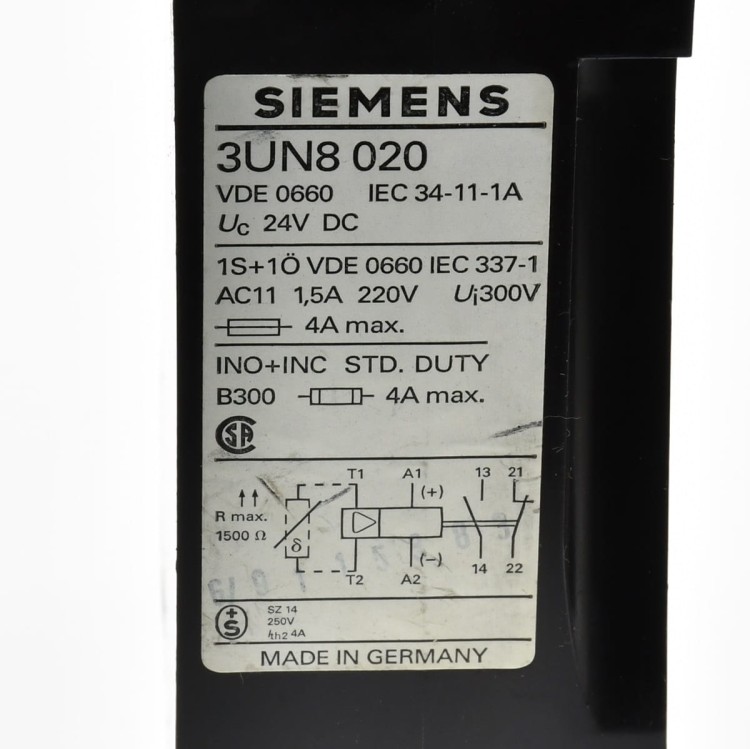 SIEMENS
3UN8 020
VDE 0660 IEC 34-11-1A
Uc 24V DC
1S+1Ö VDE 0660 IEC 337-1
AC11 1,5A 220V Ui300V
4A max.
INO+INC STD. DUTY
B300 4A max.
CSA
T1 A1 13 21
(+)
R max.
1500 Ω
δ
(−)
T2 A2 14 22
+S
SZ 14
250V
Ith2 4A
MADE IN GERMANY